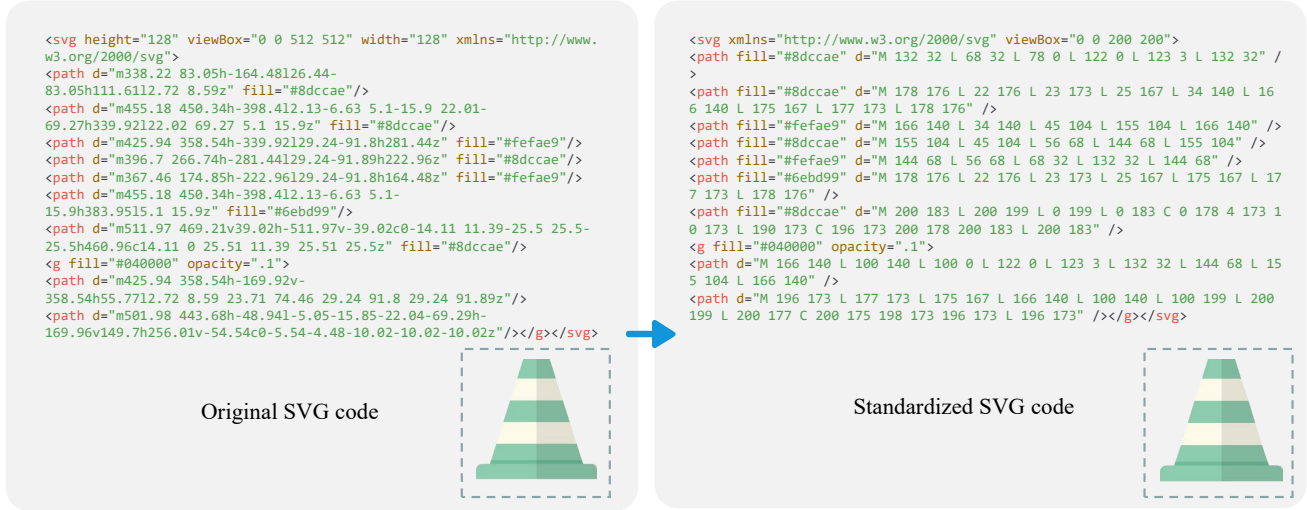 <svg height="128" viewBox="0 0 512 512" width="128" xmlns="http://www.
w3.org/2000/svg">
<path d="m338.22 83.05h-164.48l26.44-
83.05h111.61l2.72 8.59z" fill="#8dccae"/>
<path d="m455.18 450.34h-398.4l2.13-6.63 5.1-15.9 22.01-
69.27h339.92l22.02 69.27 5.1 15.9z" fill="#8dccae"/>
<path d="m425.94 358.54h-339.92l29.24-91.8h281.44z" fill="#fefae9"/>
<path d="m396.7 266.74h-281.44l29.24-91.89h222.96z" fill="#8dccae"/>
<path d="m367.46 174.85h-222.96l29.24-91.8h164.48z" fill="#fefae9"/>
<path d="m455.18 450.34h-398.4l2.13-6.63 5.1-
15.9h383.95l5.1 15.9z" fill="#6ebd99"/>
<path d="m511.97 469.21v39.02h-511.97v-39.02c0-14.11 11.39-25.5 25.5-
25.5h460.96c14.11 0 25.51 11.39 25.51 25.5z" fill="#8dccae"/>
<g fill="#040000" opacity=".1">
<path d="m425.94 358.54h-169.92v-
358.54h55.77l2.72 8.59 23.71 74.46 29.24 91.8 29.24 91.89z"/>
<path d="m501.98 443.68h-48.94l-5.05-15.85-22.04-69.29h-
169.96v149.7h256.01v-54.54c0-5.54-4.48-10.02-10.02-10.02z"/></g></svg>
Original SVG code
<svg xmlns="http://www.w3.org/2000/svg" viewBox="0 0 200 200">
<path fill="#8dccae" d="M 132 32 L 68 32 L 78 0 L 122 0 L 123 3 L 132 32" /
>
<path fill="#8dccae" d="M 178 176 L 22 176 L 23 173 L 25 167 L 34 140 L 16
6 140 L 175 167 L 177 173 L 178 176" />
<path fill="#fefae9" d="M 166 140 L 34 140 L 45 104 L 155 104 L 166 140" />
<path fill="#8dccae" d="M 155 104 L 45 104 L 56 68 L 144 68 L 155 104" />
<path fill="#fefae9" d="M 144 68 L 56 68 L 68 32 L 132 32 L 144 68" />
<path fill="#6ebd99" d="M 178 176 L 22 176 L 23 173 L 25 167 L 175 167 L 17
7 173 L 178 176" />
<path fill="#8dccae" d="M 200 183 L 200 199 L 0 199 L 0 183 C 0 178 4 173 1
0 173 L 190 173 C 196 173 200 178 200 183 L 200 183" />
<g fill="#040000" opacity=".1">
<path d="M 166 140 L 100 140 L 100 0 L 122 0 L 123 3 L 132 32 L 144 68 L 15
5 104 L 166 140" />
<path d="M 196 173 L 177 173 L 175 167 L 166 140 L 100 140 L 100 199 L 200
199 L 200 177 C 200 175 198 173 196 173 L 196 173" /></g></svg>
Standardized SVG code